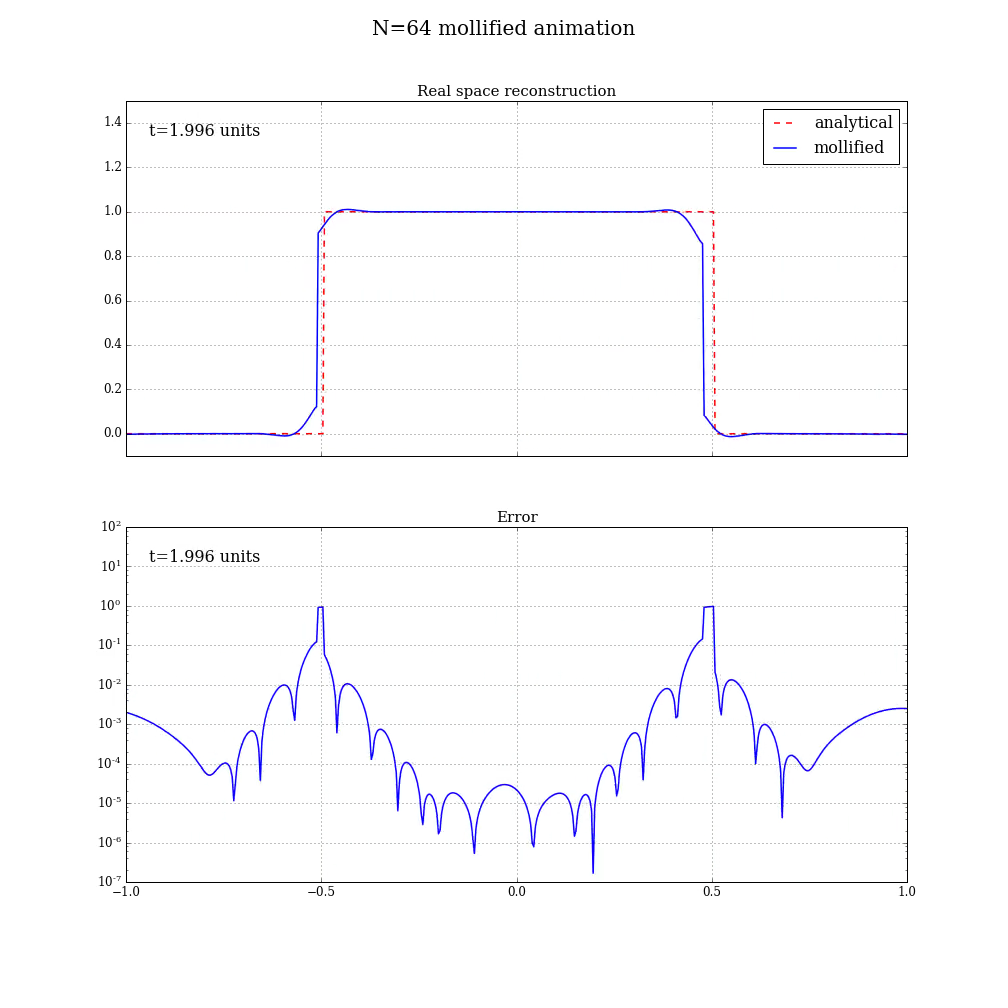 N=64 mollified animation
Real space reconstruction
t=1.996 units
analytical
mollified
1.4
1.2
1.0
0.8
0.6
0.4
0.2
0.0
Error
t=1.996 units
10²
10¹
10⁰
10⁻¹
10⁻²
10⁻³
10⁻⁴
10⁻⁵
10⁻⁶
10⁻⁷
−1.0 −0.5 0.0 0.5 1.0